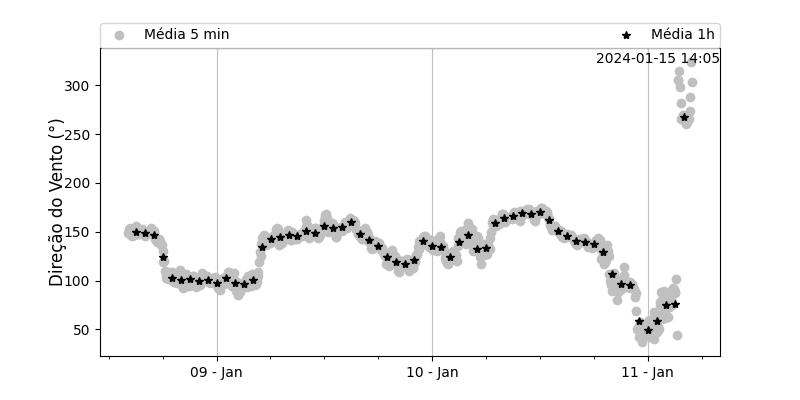 Média 5 min
Média 1h
2024-01-15 14:05
Direção do Vento (°)
300
250
200
150
100
50
09 - Jan
10 - Jan
11 - Jan